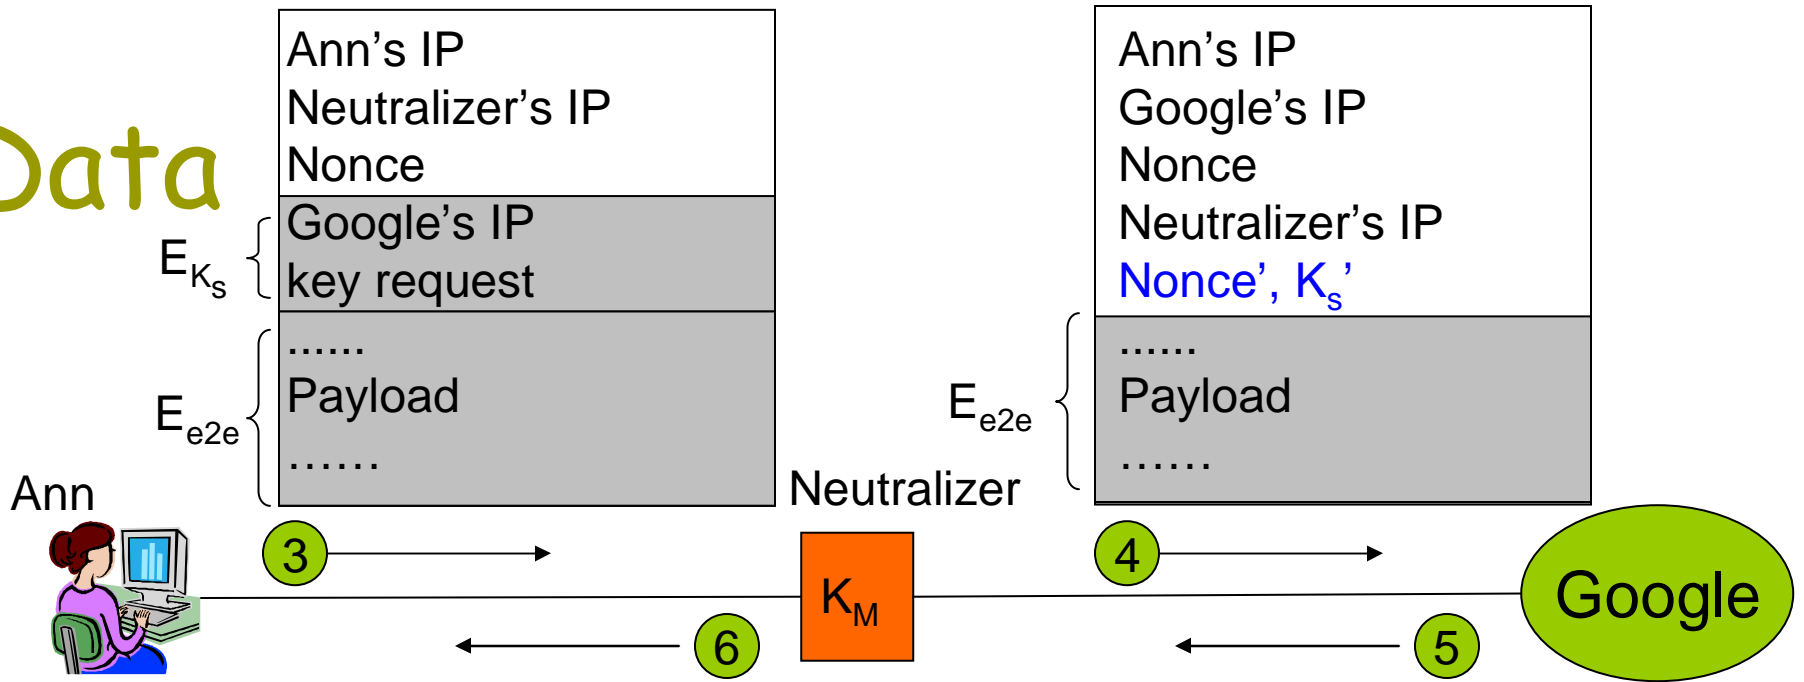 Data
Ann’s IP
Neutralizer’s IP
Nonce
Google’s IP
key request
......
Payload
……
E_Ks
E_e2e
Ann’s IP
Google’s IP
Nonce
Neutralizer’s IP
Nonce’, K_s’
......
Payload
……
E_e2e
Ann
Neutralizer
3
4
K_M
Google
6
5